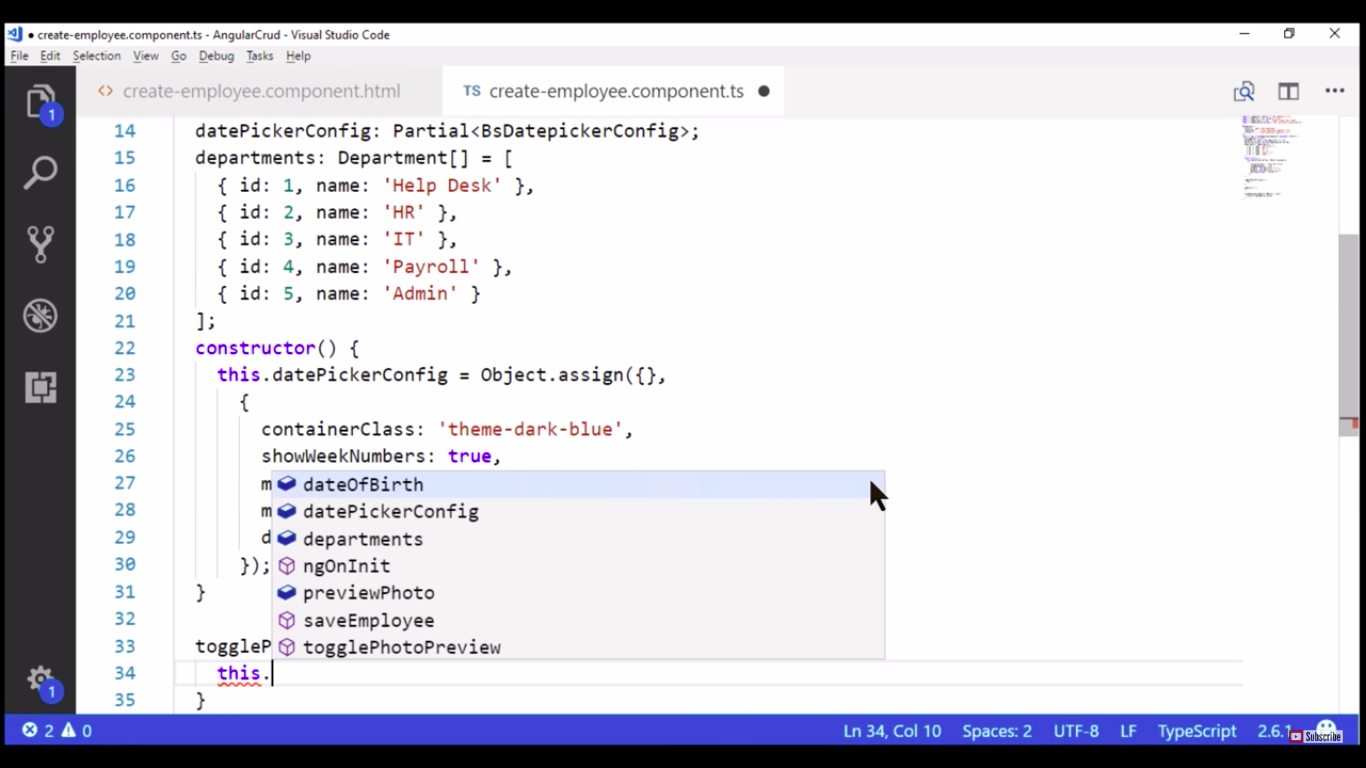 ● create-employee.component.ts - AngularCrud - Visual Studio Code
File Edit Selection View Go Debug Tasks Help
<> create-employee.component.html TS create-employee.component.ts ●
1
14 datePickerConfig: Partial<BsDatepickerConfig>;
15 departments: Department[] = [
16 { id: 1, name: 'Help Desk' },
17 { id: 2, name: 'HR' },
18 { id: 3, name: 'IT' },
19 { id: 4, name: 'Payroll' },
20 { id: 5, name: 'Admin' }
21 ];
22 constructor() {
23 this.datePickerConfig = Object.assign({},
24 {
25 containerClass: 'theme-dark-blue',
26 showWeekNumbers: true,
27 m dateOfBirth
28 m datePickerConfig
29 d departments
30 }); ngOnInit
31 } previewPhoto
32 saveEmployee
33 toggleP togglePhotoPreview
34 this.
35 }
1
2 0 Ln 34, Col 10 Spaces: 2 UTF-8 LF TypeScript 2.6.1 Subscribe